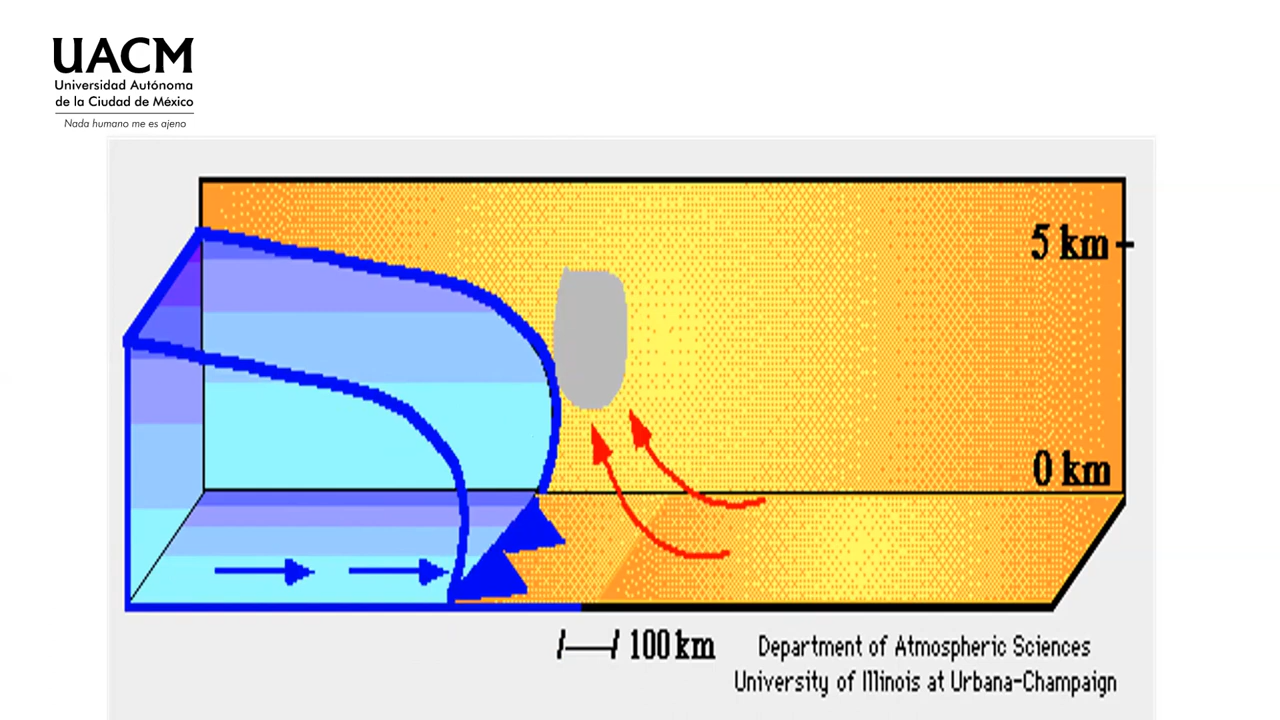 UACM
Universidad Autónoma
de la Ciudad de México
Nada humano me es ajeno
5 km
0 km
100 km
Department of Atmospheric Sciences
University of Illinois at Urbana-Champaign